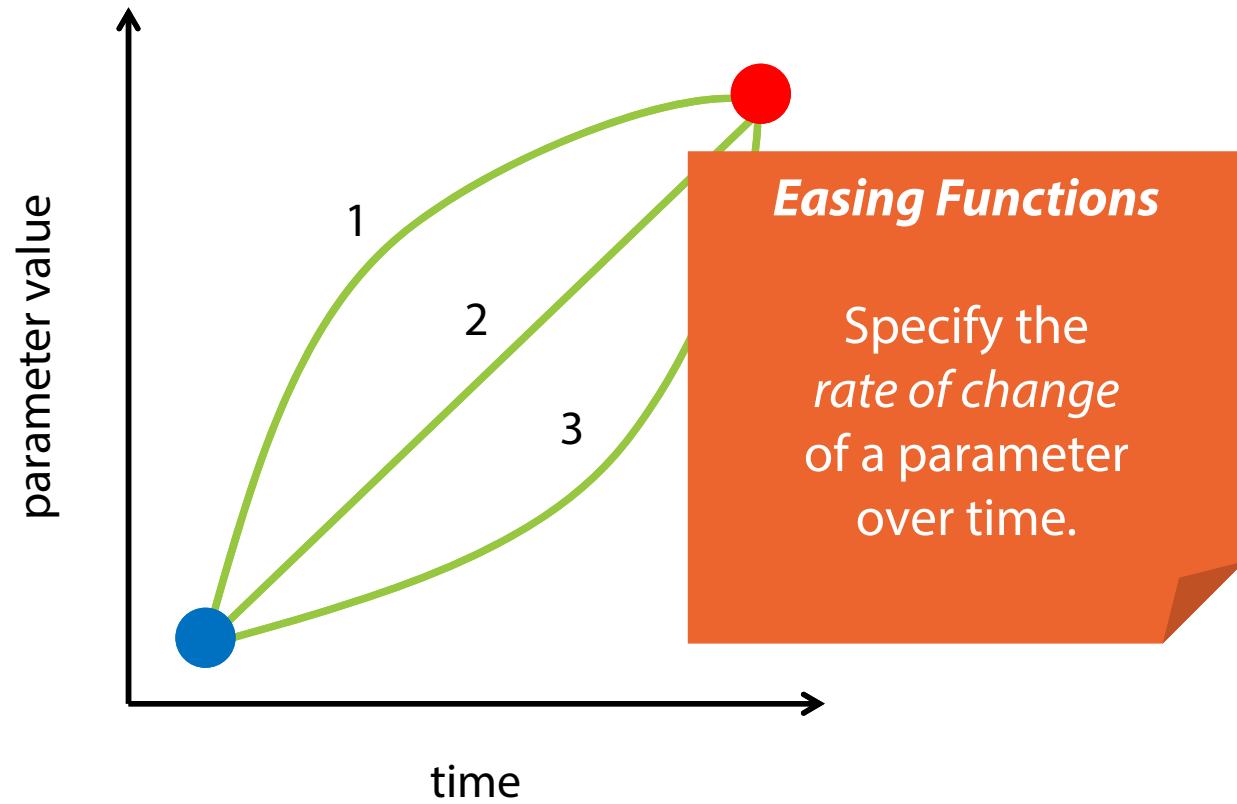 parameter value
1
2
3
time
Easing Functions
Specify the
rate of change
of a parameter
over time.